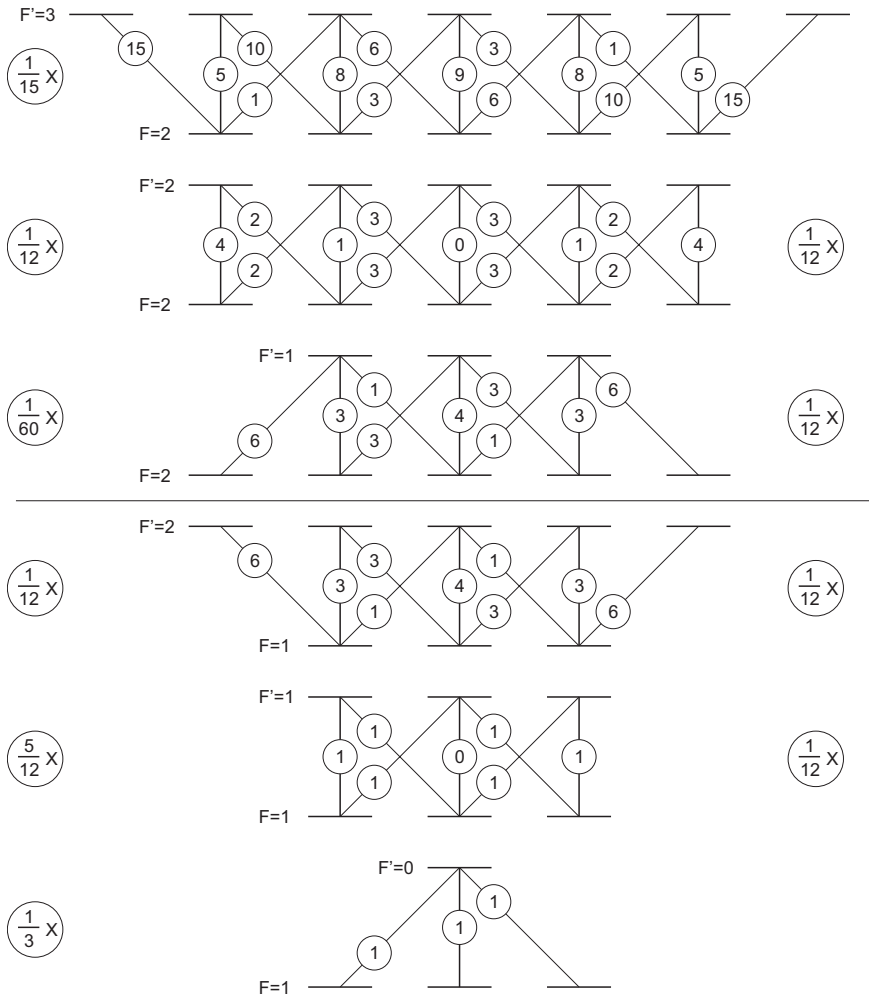 F'=3
15 10 6 3 1
1/15 X 5 8 9 8 5
1 3 6 10 15
F=2
F'=2
2 3 3 2
1/12 X 4 1 0 1 4 1/12 X
2 3 3 2
F=2
F'=1
1 3 6
1/60 X 3 4 3 1/12 X
6 3 1
F=2
F'=2
6 3 1
1/12 X 3 4 3 1/12 X
1 3 6
F=1
F'=1
1 1
5/12 X 1 0 1 1/12 X
1 1
F=1
F'=0
1
1/3 X 1
1
F=1